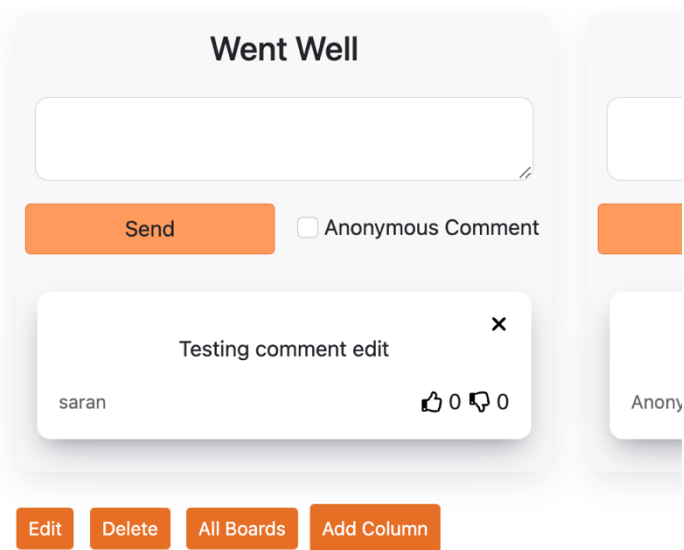 Went Well
Send
Anonymous Comment
Testing comment edit
saran
0 0
Edit
Delete
All Boards
Add Column